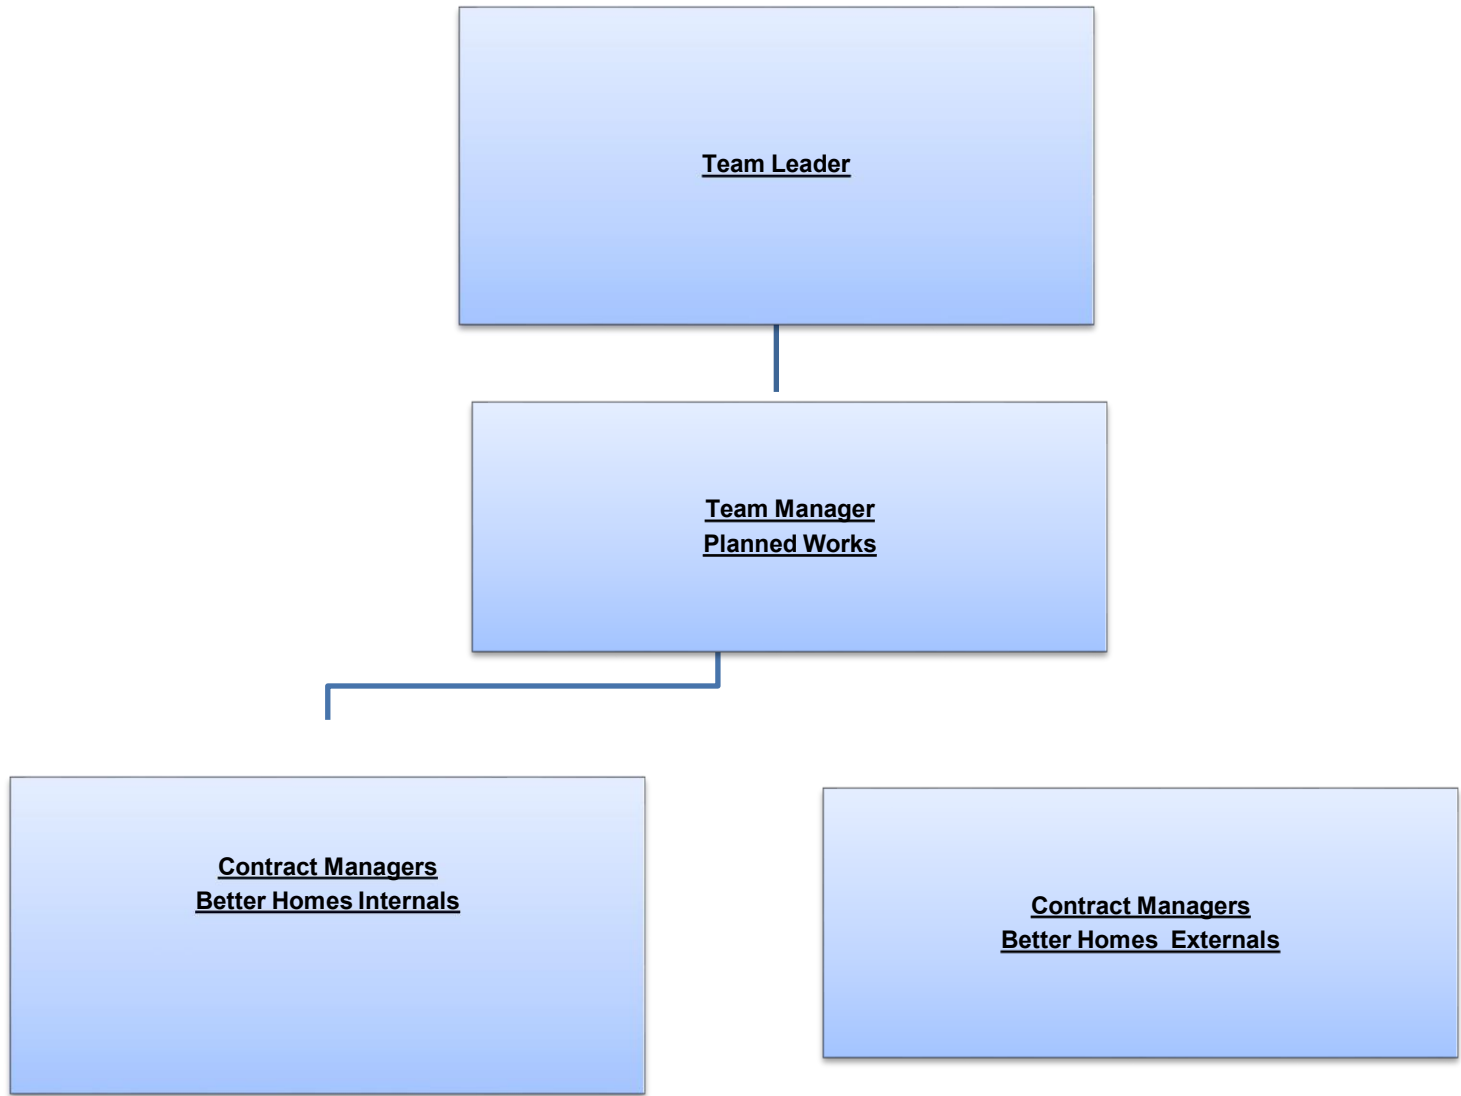 Team Leader
Team Manager
Planned Works
Contract Managers
Better Homes Internals
Contract Managers
Better Homes  Externals